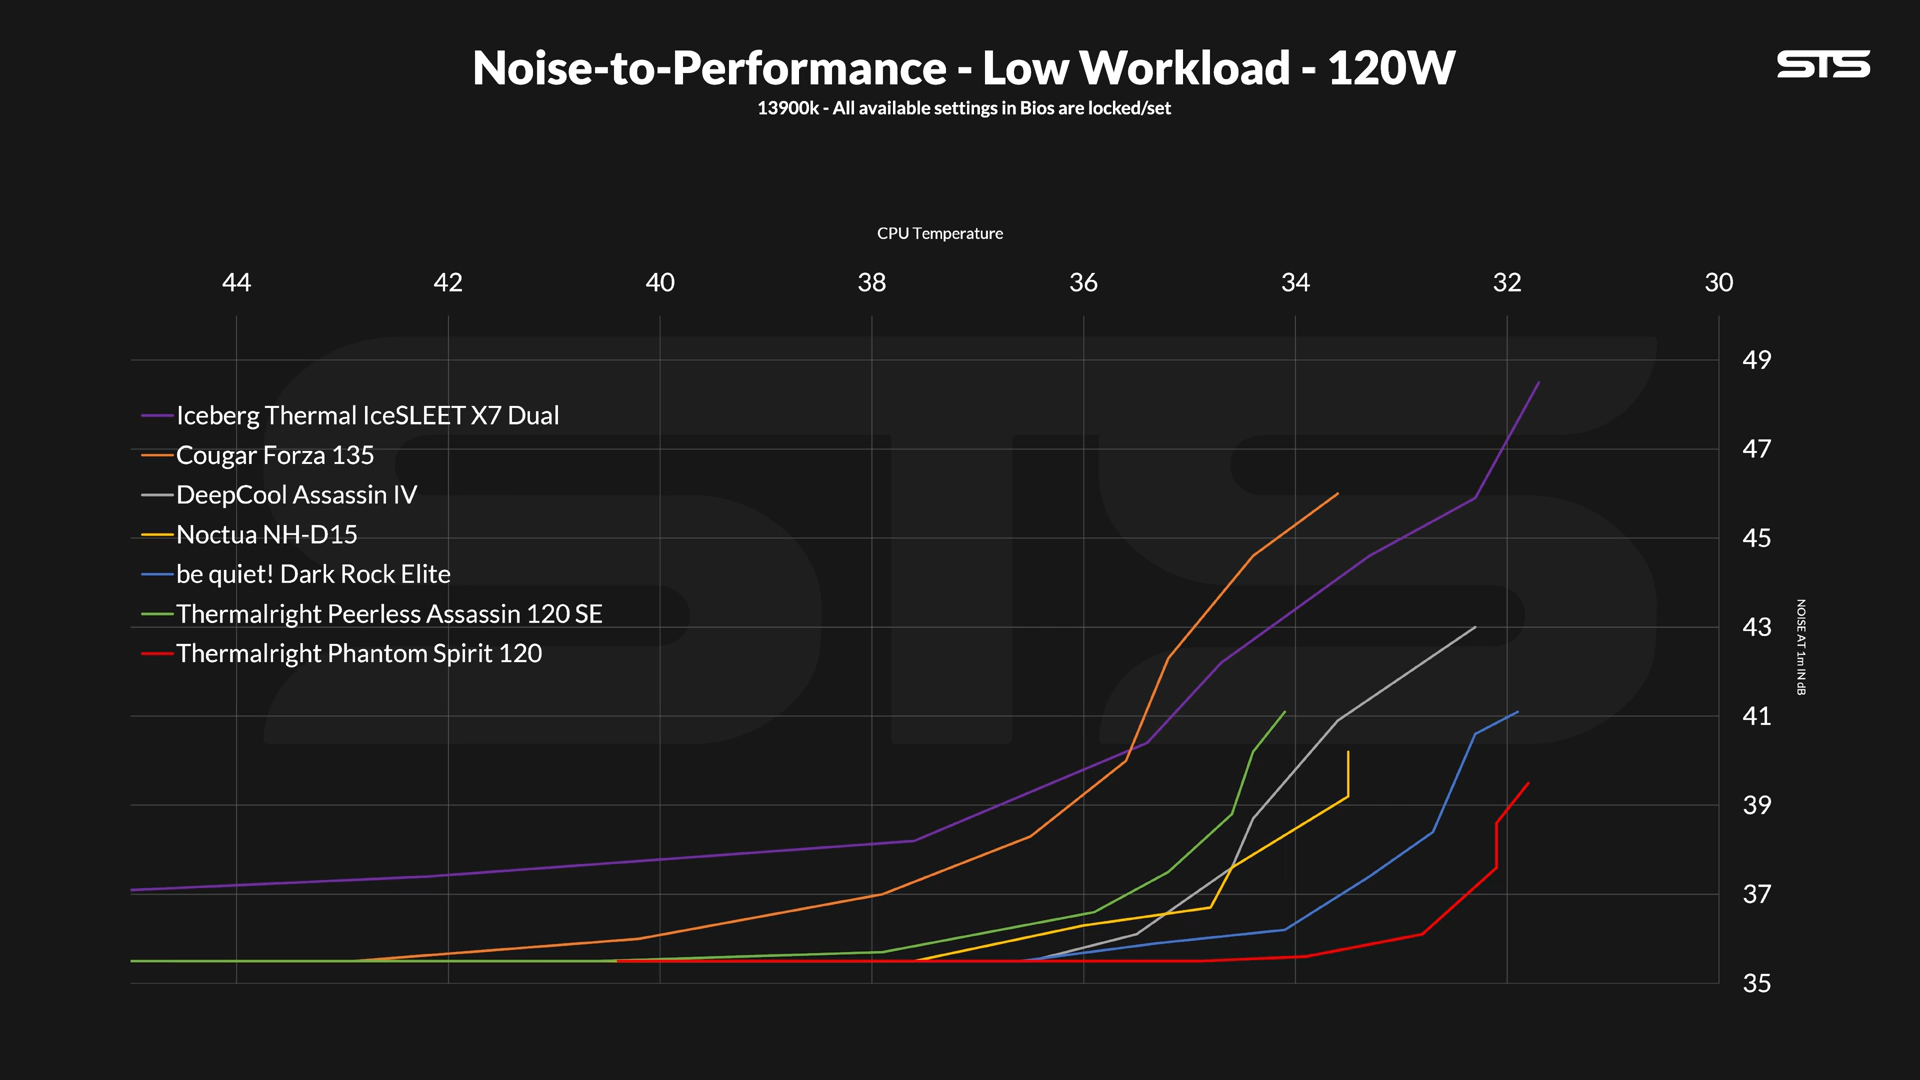 Noise-to-Performance - Low Workload - 120W
STS
13900k - All available settings in Bios are locked/set
CPU Temperature
44 42 40 38 36 34 32 30
49
47
45
43
41
39
37
35
NOISE AT 1m IN dB
Iceberg Thermal IceSLEET X7 Dual
Cougar Forza 135
DeepCool Assassin IV
Noctua NH-D15
be quiet! Dark Rock Elite
Thermalright Peerless Assassin 120 SE
Thermalright Phantom Spirit 120
STS